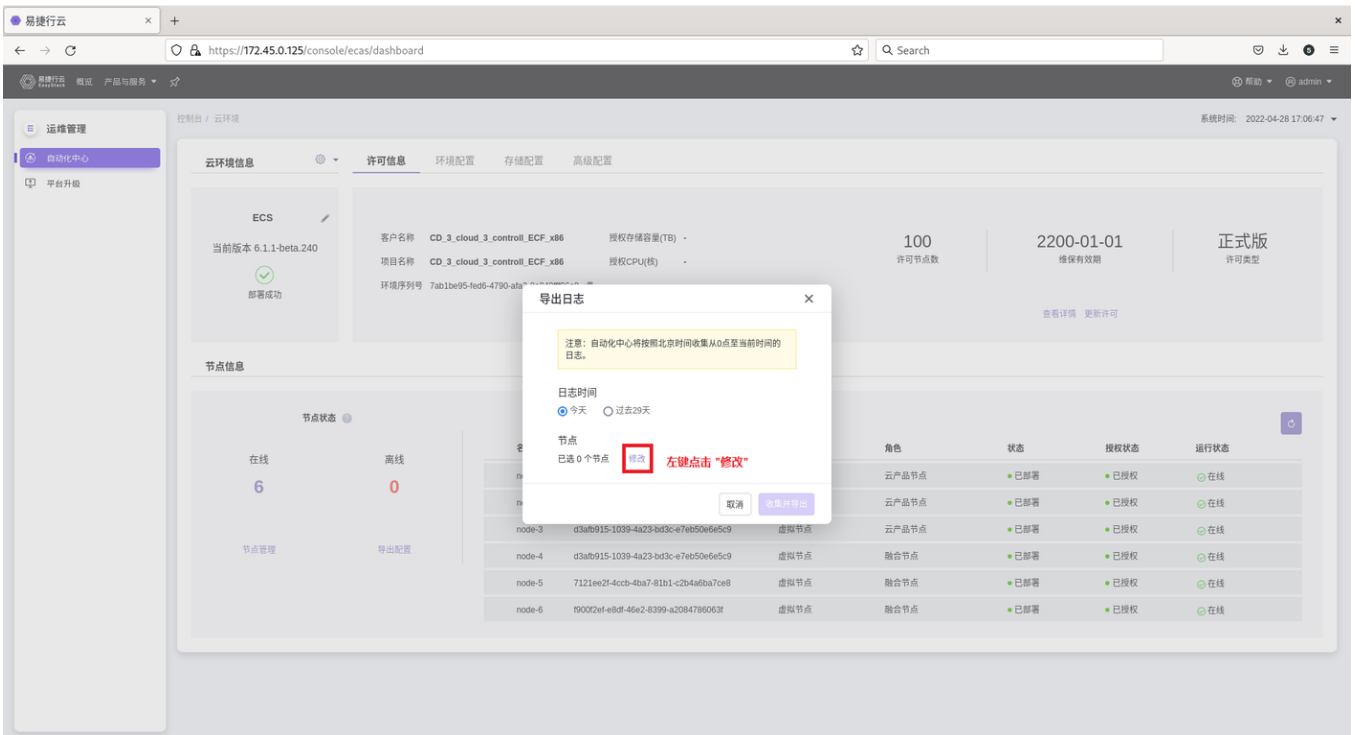 易捷行云
https://172.45.0.125/console/ecas/dashboard
Search
易捷行云 EasyStack 概览 产品与服务
帮助 admin
运维管理
自动化中心
平台升级
控制台 / 云环境
系统时间: 2022-04-28 17:06:47
云环境信息
许可信息 环境配置 存储配置 高级配置
ECS
当前版本 6.1.1-beta.240
部署成功
客户名称 CD_3_cloud_3_controll_ECF_x86 授权存储容量(TB) -
项目名称 CD_3_cloud_3_controll_ECF_x86 授权CPU(核) -
环境序列号 7ab1be95-fed6-4790-afa
100
许可节点数
2200-01-01
维保有效期
正式版
许可类型
查看详情 更新许可
导出日志
注意：自动化中心将按照北京时间收集从0点至当前时间的
日志。
日志时间
今天 过去29天
节点
已选 0 个节点 修改 左键点击 "修改"
取消 收集并导出
节点信息
节点状态
在线 离线
6 0
节点管理 导出配置
角色 状态 授权状态 运行状态
云产品节点 已部署 已授权 在线
云产品节点 已部署 已授权 在线
node-3 d3afb915-1039-4a23-bd3c-e7eb50e6e5c9 虚拟节点 云产品节点 已部署 已授权 在线
node-4 d3afb915-1039-4a23-bd3c-e7eb50e6e5c9 虚拟节点 融合节点 已部署 已授权 在线
node-5 7121ee2f-4ccb-4ba7-81b1-c2b4a6ba7ce8 虚拟节点 融合节点 已部署 已授权 在线
node-6 f900f2ef-e8df-46e2-8399-a2084786063f 虚拟节点 融合节点 已部署 已授权 在线